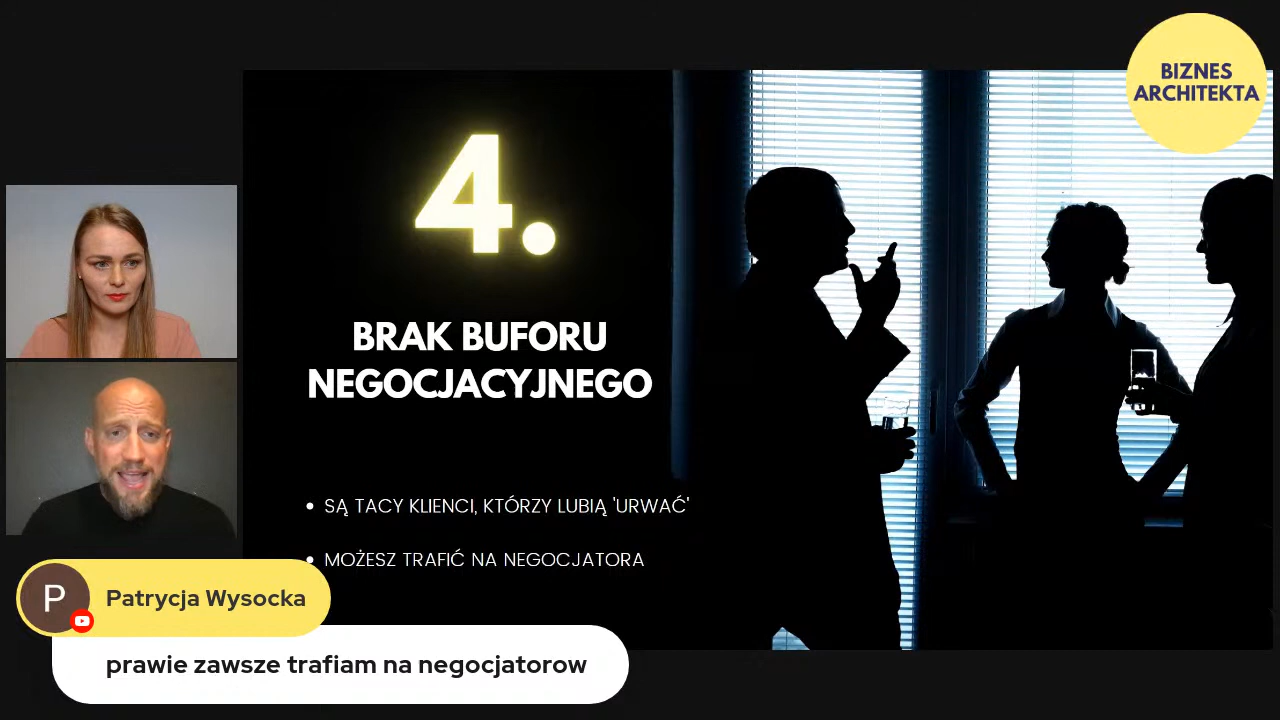 BIZNES
ARCHITEKTA
4.
BRAK BUFORU
NEGOCJACYJNEGO
• SĄ TACY KLIENCI, KTÓRZY LUBIĄ 'URWAĆ'
• MOŻESZ TRAFIĆ NA NEGOCJATORA
P
Patrycja Wysocka
prawie zawsze trafiam na negocjatorow